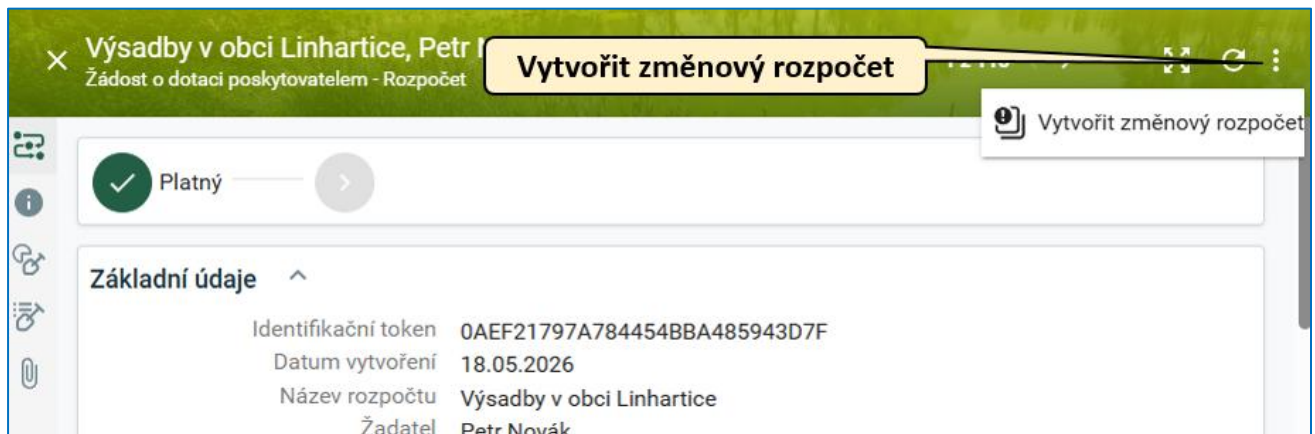 Výsadby v obci Linhartice, Petr
Žádost o dotaci poskytovatelem - Rozpočet
Vytvořit změnový rozpočet
Vytvořit změnový rozpočet
Platný
Základní údaje
Identifikační token 0AEF21797A784454BBA485943D7F
Datum vytvoření 18.05.2026
Název rozpočtu Výsadby v obci Linhartice
Žadatel Petr Novák